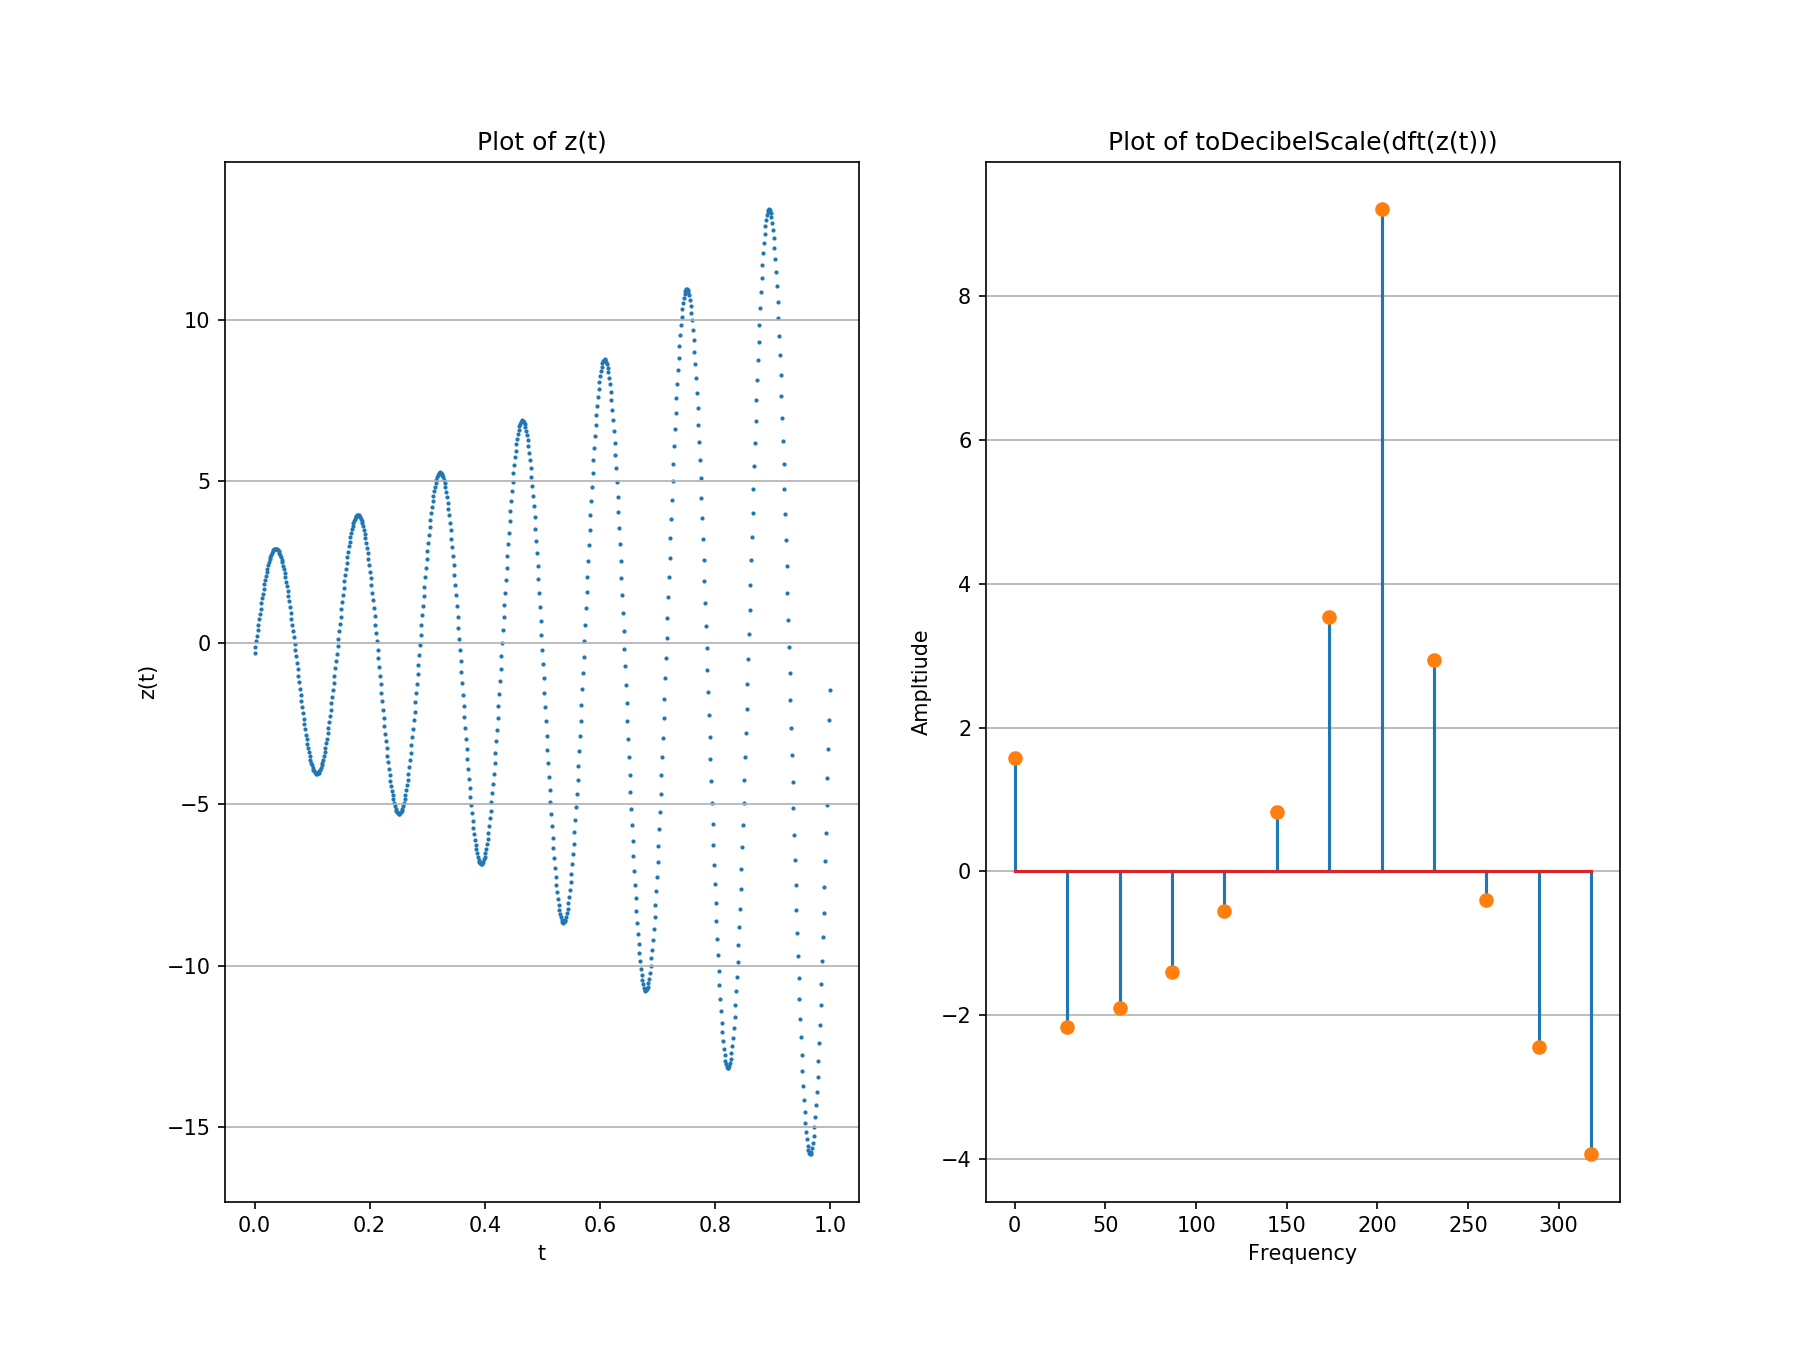 Plot of z(t)
z(t)
10
5
0
−5
−10
−15
0.0 0.2 0.4 0.6 0.8 1.0
t
Plot of toDecibelScale(dft(z(t)))
Ampltiude
8
6
4
2
0
−2
−4
0 50 100 150 200 250 300
Frequency